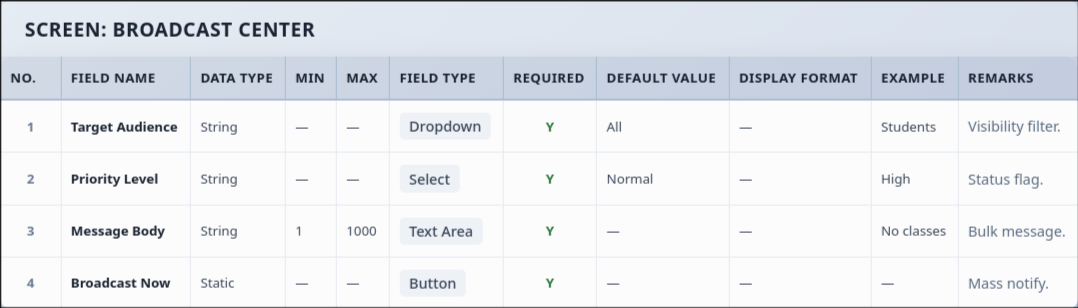 SCREEN: BROADCAST CENTER
NO. FIELD NAME DATA TYPE MIN MAX FIELD TYPE REQUIRED DEFAULT VALUE DISPLAY FORMAT EXAMPLE REMARKS
1 Target Audience String — — Dropdown Y All — Students Visibility filter.
2 Priority Level String — — Select Y Normal — High Status flag.
3 Message Body String 1 1000 Text Area Y — — No classes Bulk message.
4 Broadcast Now Static — — Button Y — — — Mass notify.